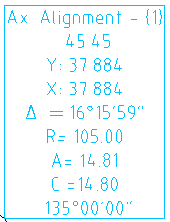 Ax Alignment - {1}
45 45
Y: 37 884
X: 37 884
Δ = 16°15'59"
R= 105.00
A= 14.81
C =14.80
135°00'00"